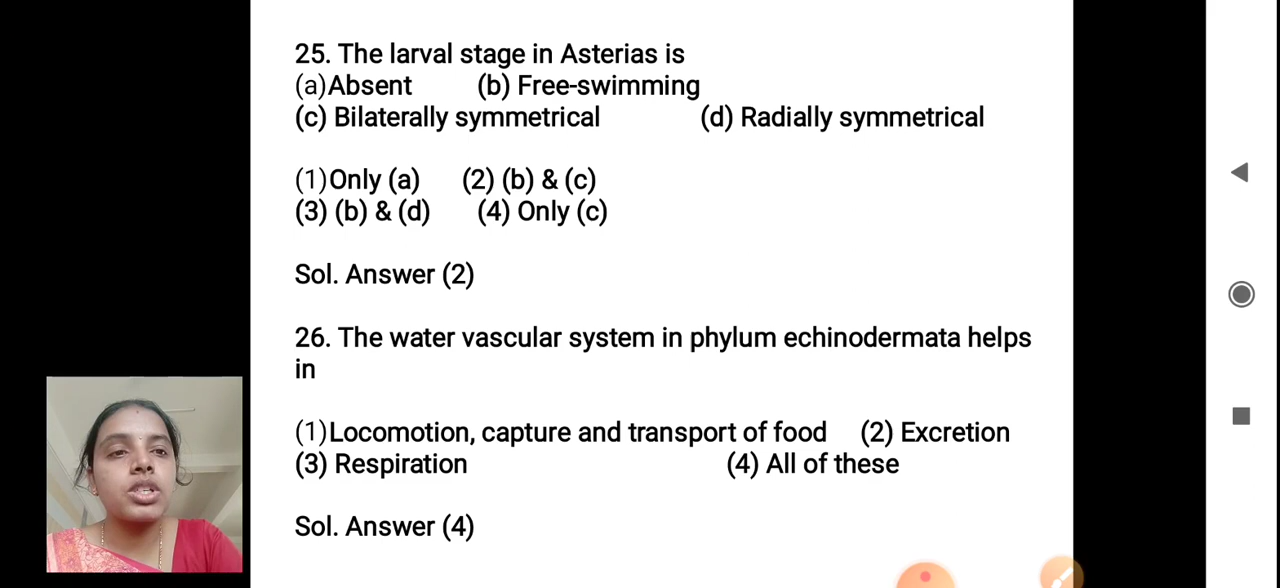 25. The larval stage in Asterias is
(a)Absent (b) Free-swimming
(c) Bilaterally symmetrical (d) Radially symmetrical
(1)Only (a) (2) (b) & (c)
(3) (b) & (d) (4) Only (c)
Sol. Answer (2)
26. The water vascular system in phylum echinodermata helps
in
(1)Locomotion, capture and transport of food (2) Excretion
(3) Respiration (4) All of these
Sol. Answer (4)